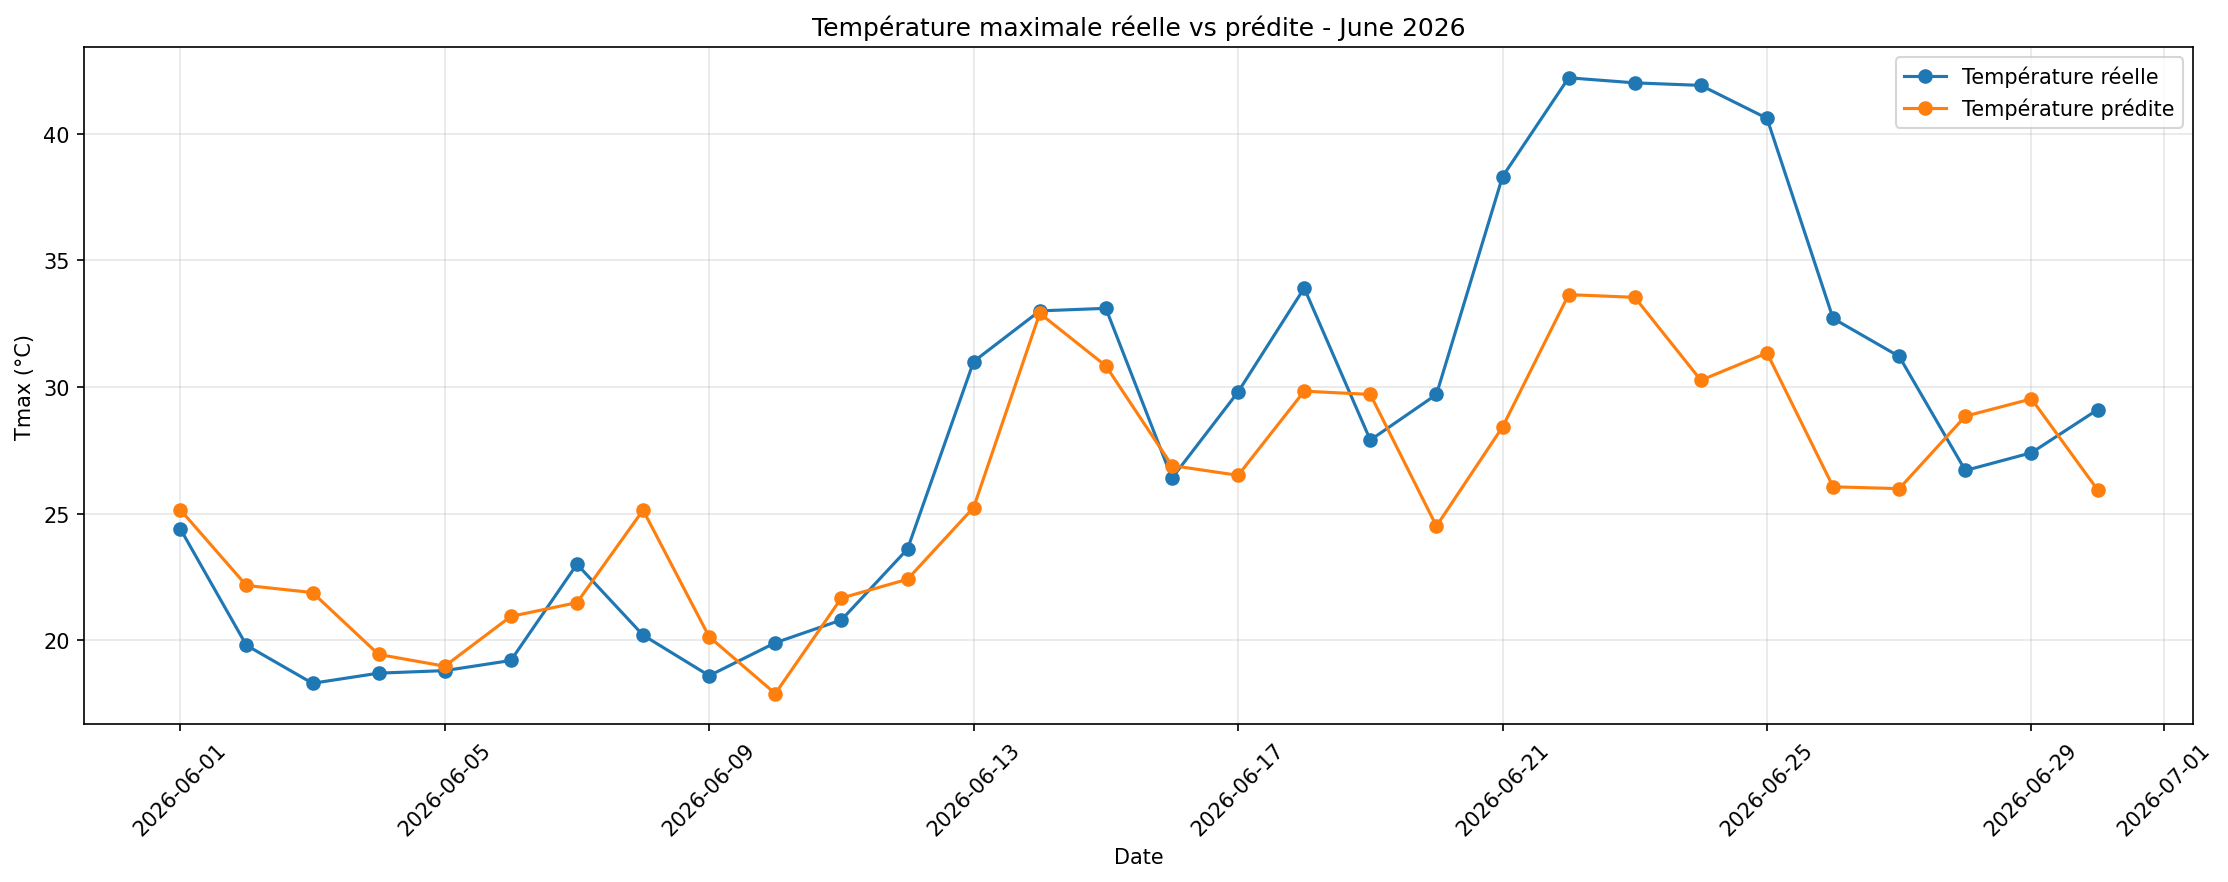 Température maximale réelle vs prédite - June 2026
Température réelle
Température prédite
Tmax (°C)
40
35
30
25
20
2026-06-01
2026-06-05
2026-06-09
2026-06-13
2026-06-17
2026-06-21
2026-06-25
2026-06-29
2026-07-01
Date